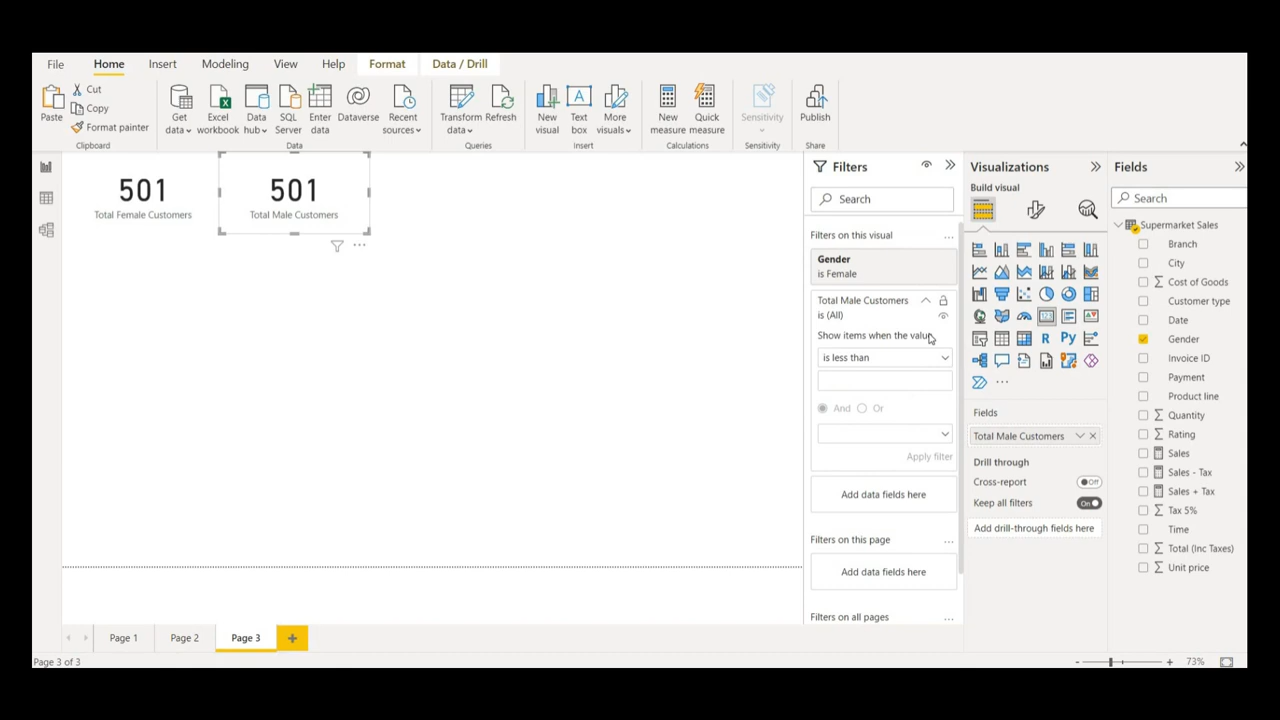 File Home Insert Modeling View Help Format Data / Drill
Paste
Cut
Copy
Format painter
Clipboard
Get data
Excel workbook
Data hub
SQL Server
Enter data
Dataverse
Recent sources
Data
Transform data
Refresh
Queries
New visual
Text box
More visuals
Insert
New measure
Quick measure
Calculations
Sensitivity
Sensitivity
Publish
Share
501
Total Female Customers
501
Total Male Customers
Filters
Search
Filters on this visual
Gender
is Female
Total Male Customers
is (All)
Show items when the value
is less than
And Or
Apply filter
Add data fields here
Filters on this page
Add data fields here
Filters on all pages
Visualizations
Build visual
R Py
Fields
Total Male Customers
Drill through
Cross-report Off
Keep all filters On
Add drill-through fields here
Fields
Search
Supermarket Sales
Branch
City
Cost of Goods
Customer type
Date
Gender
Invoice ID
Payment
Product line
Quantity
Rating
Sales
Sales - Tax
Sales + Tax
Tax 5%
Time
Total (Inc Taxes)
Unit price
Page 1 Page 2 Page 3
Page 3 of 3
73%